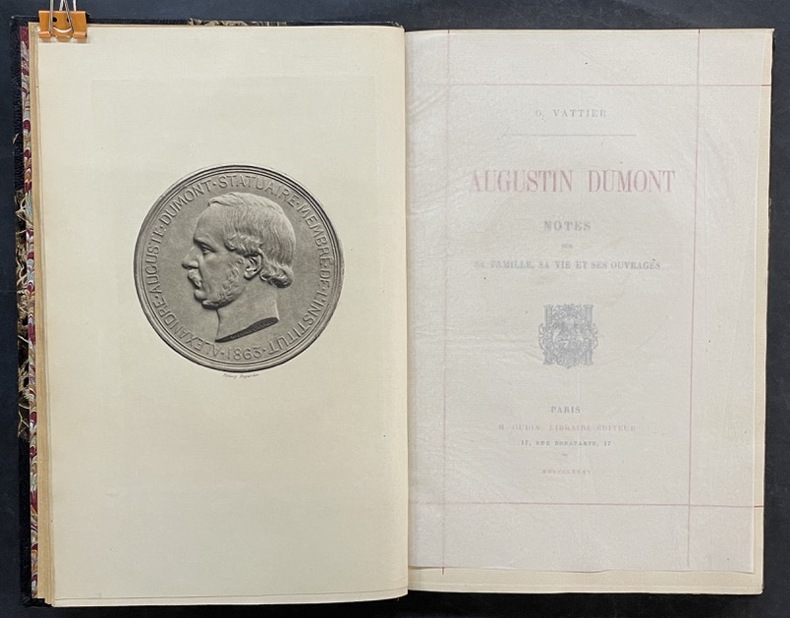 ALEXANDRE·AUGUSTE·DUMONT·STATUAIRE·MEMBRE·DE·L'INSTITUT
·1863·
G. VATTIER
AUGUSTIN DUMONT
NOTES
SUR
SA FAMILLE, SA VIE ET SES OUVRAGES
PARIS
H. OUDIN, LIBRAIRE-ÉDITEUR
17, RUE BONAPARTE, 17